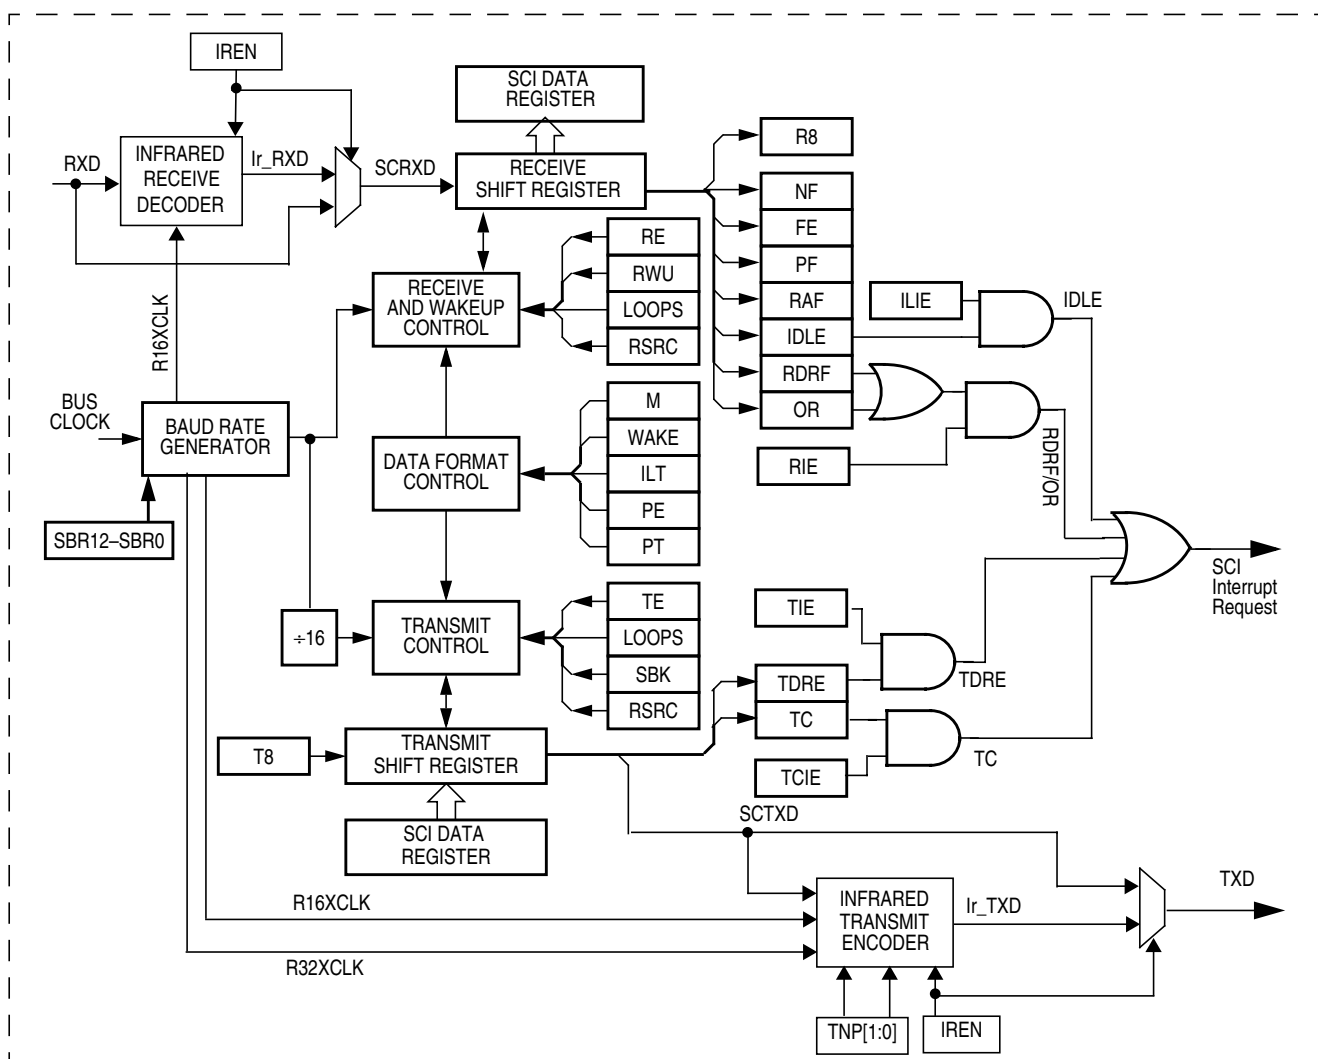 IREN
SCI DATA
REGISTER
RXD
INFRARED
RECEIVE
DECODER
Ir_RXD
SCRXD
RECEIVE
SHIFT REGISTER
R8
NF
FE
PF
RAF
IDLE
RDRF
OR
RE
RWU
LOOPS
RSRC
RECEIVE
AND WAKEUP
CONTROL
ILIE
IDLE
R16XCLK
BUS
CLOCK
BAUD RATE
GENERATOR
M
WAKE
ILT
PE
PT
DATA FORMAT
CONTROL
RIE
RDRF/OR
SBR12–SBR0
SCI
Interrupt
Request
÷16
TRANSMIT
CONTROL
TE
LOOPS
SBK
RSRC
TIE
TDRE
TDRE
TC
TC
TCIE
T8
TRANSMIT
SHIFT REGISTER
SCI DATA
REGISTER
SCTXD
R16XCLK
R32XCLK
INFRARED
TRANSMIT
ENCODER
Ir_TXD
TXD
TNP[1:0]
IREN